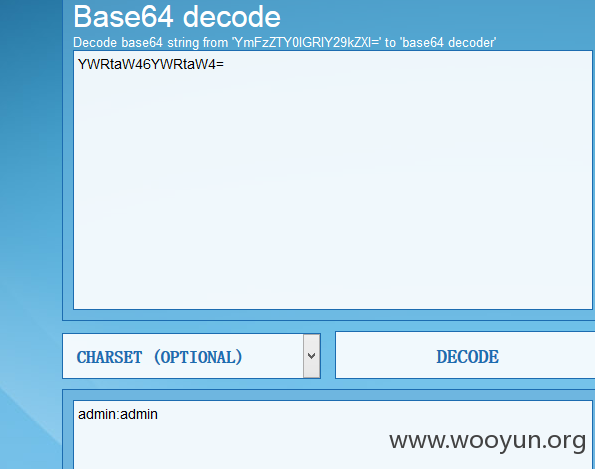 Base64 decode
Decode base64 string from 'YmFzZTY0IGRlY29kZXI=' to 'base64 decoder'
YWRtaW46YWRtaW4=
CHARSET (OPTIONAL)
DECODE
admin:admin
www.wooyun.org